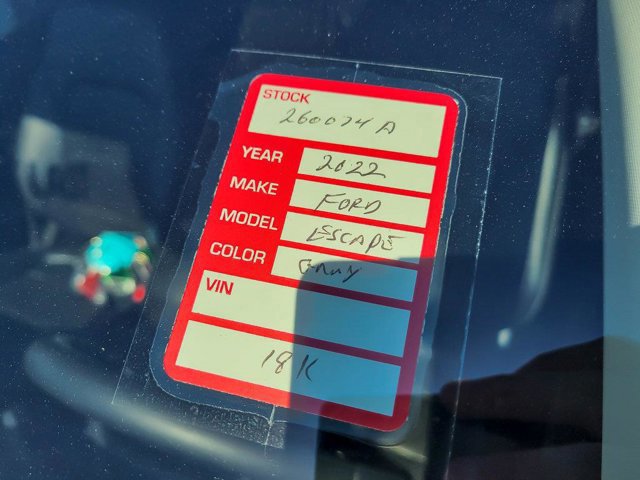 STOCK
260074A
YEAR 2022
MAKE FORD
MODEL ESCAPE
COLOR GRAY
VIN
18K